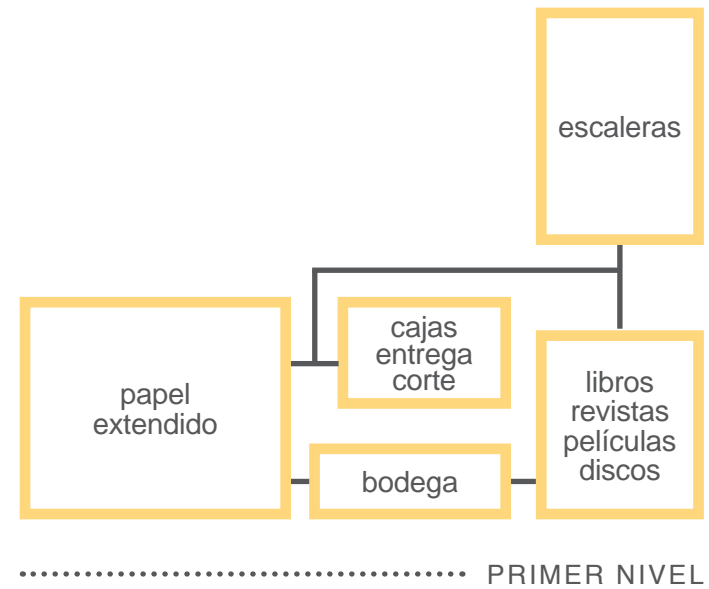 escaleras
cajas
entrega
corte
papel
extendido
libros
revistas
películas
discos
bodega
PRIMER NIVEL